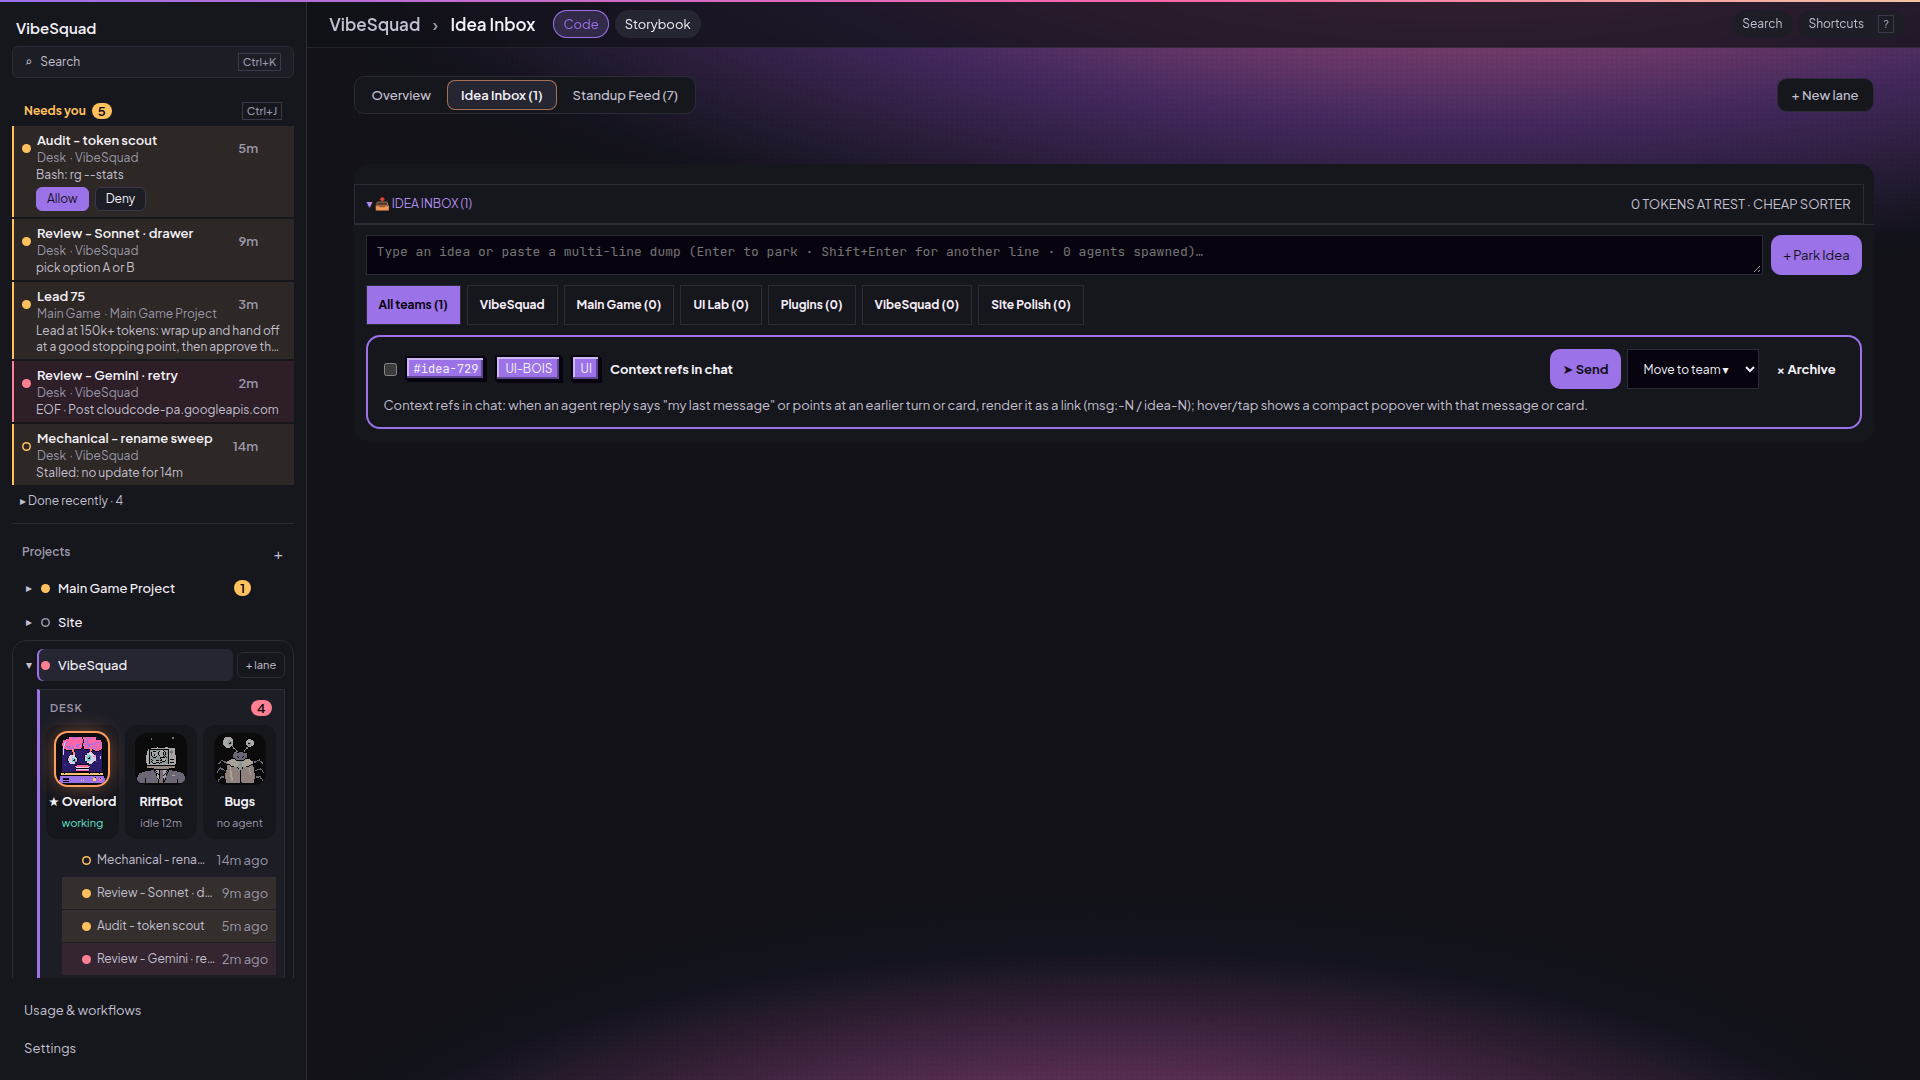 VibeSquad
Search Ctrl+K
Needs you 5 Ctrl+J
Audit - token scout 5m
Desk · VibeSquad
Bash: rg --stats
Allow Deny
Review - Sonnet · drawer 9m
Desk · VibeSquad
pick option A or B
Lead 75 3m
Main Game · Main Game Project
Lead at 150k+ tokens: wrap up and hand off
at a good stopping point, then approve th…
Review - Gemini · retry 2m
Desk · VibeSquad
EOF · Post cloudcode-pa.googleapis.com
Mechanical - rename sweep 14m
Desk · VibeSquad
Stalled: no update for 14m
▸ Done recently · 4
Projects +
▸ Main Game Project 1
▸ Site
▾ VibeSquad + lane
DESK 4
★ Overlord RiffBot Bugs
working idle 12m no agent
Mechanical - rena… 14m ago
Review - Sonnet · d… 9m ago
Audit - token scout 5m ago
Review - Gemini · re… 2m ago
Usage & workflows
Settings
VibeSquad › Idea Inbox Code Storybook Search Shortcuts ?
Overview Idea Inbox (1) Standup Feed (7) + New lane
▾ 📥 IDEA INBOX (1) 0 TOKENS AT REST · CHEAP SORTER
Type an idea or paste a multi-line dump (Enter to park · Shift+Enter for another line · 0 agents spawned)… + Park Idea
All teams (1) VibeSquad Main Game (0) UI Lab (0) Plugins (0) VibeSquad (0) Site Polish (0)
#idea-729 UI-BOIS UI Context refs in chat ➤ Send Move to team ▾ × Archive
Context refs in chat: when an agent reply says "my last message" or points at an earlier turn or card, render it as a link (msg:-N / idea-N); hover/tap shows a compact popover with that message or card.